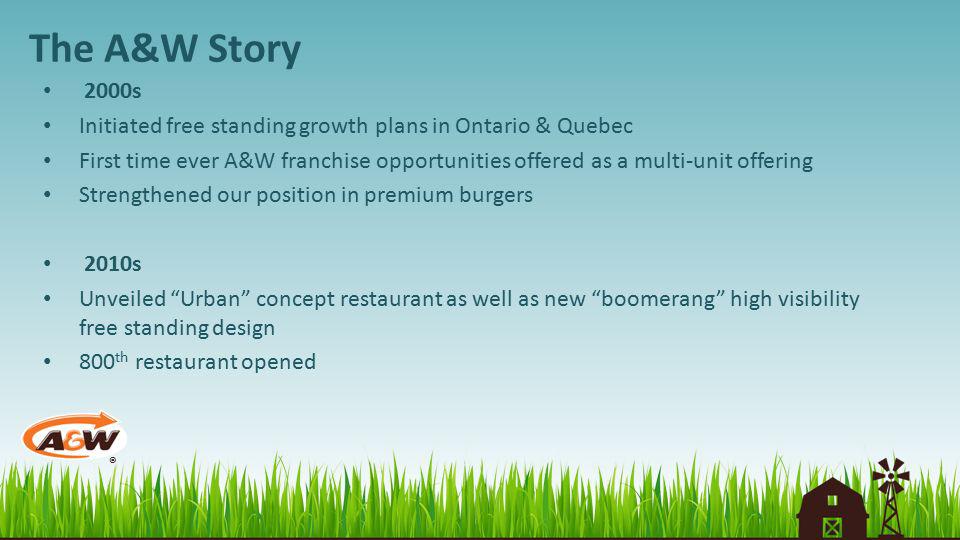 The A&W Story
• 2000s
• Initiated free standing growth plans in Ontario & Quebec
• First time ever A&W franchise opportunities offered as a multi-unit offering
• Strengthened our position in premium burgers
• 2010s
• Unveiled “Urban” concept restaurant as well as new “boomerang” high visibility
free standing design
• 800th restaurant opened
A&W
®